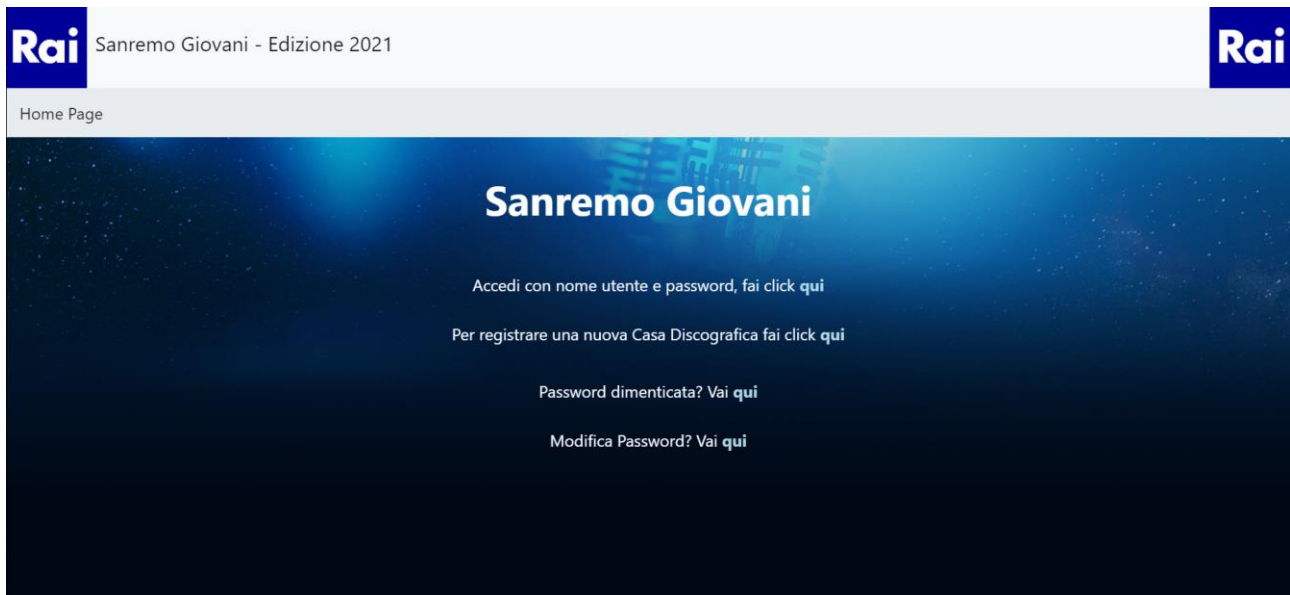 Rai Sanremo Giovani - Edizione 2021 Rai
Home Page
Sanremo Giovani
Accedi con nome utente e password, fai click qui
Per registrare una nuova Casa Discografica fai click qui
Password dimenticata? Vai qui
Modifica Password? Vai qui